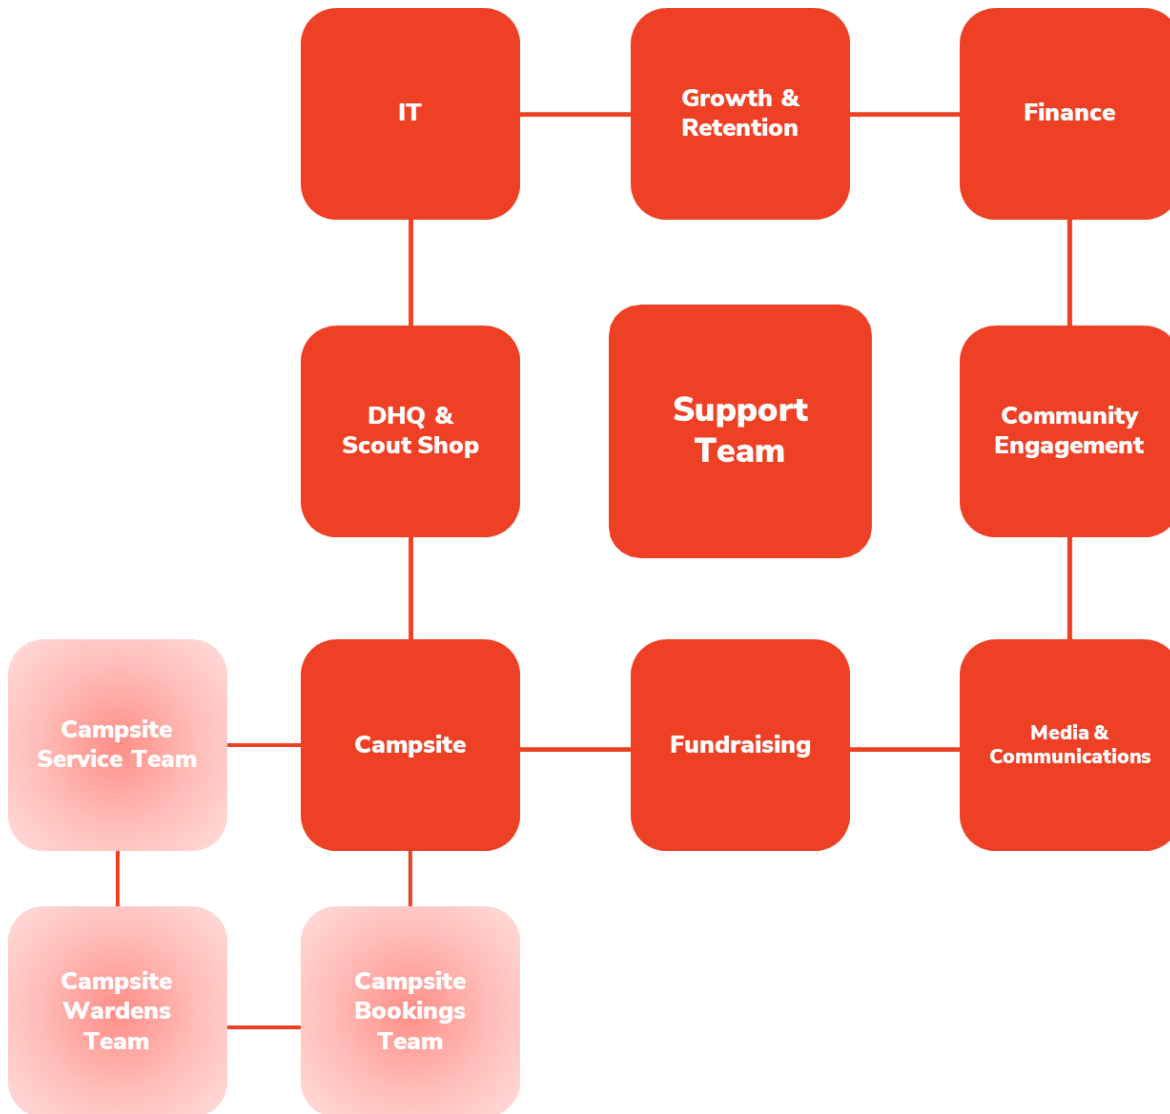 IT
Growth &
Retention
Finance
DHQ &
Scout Shop
Support
Team
Community
Engagement
Campsite
Service Team
Campsite
Fundraising
Media &
Communications
Campsite
Wardens
Team
Campsite
Bookings
Team